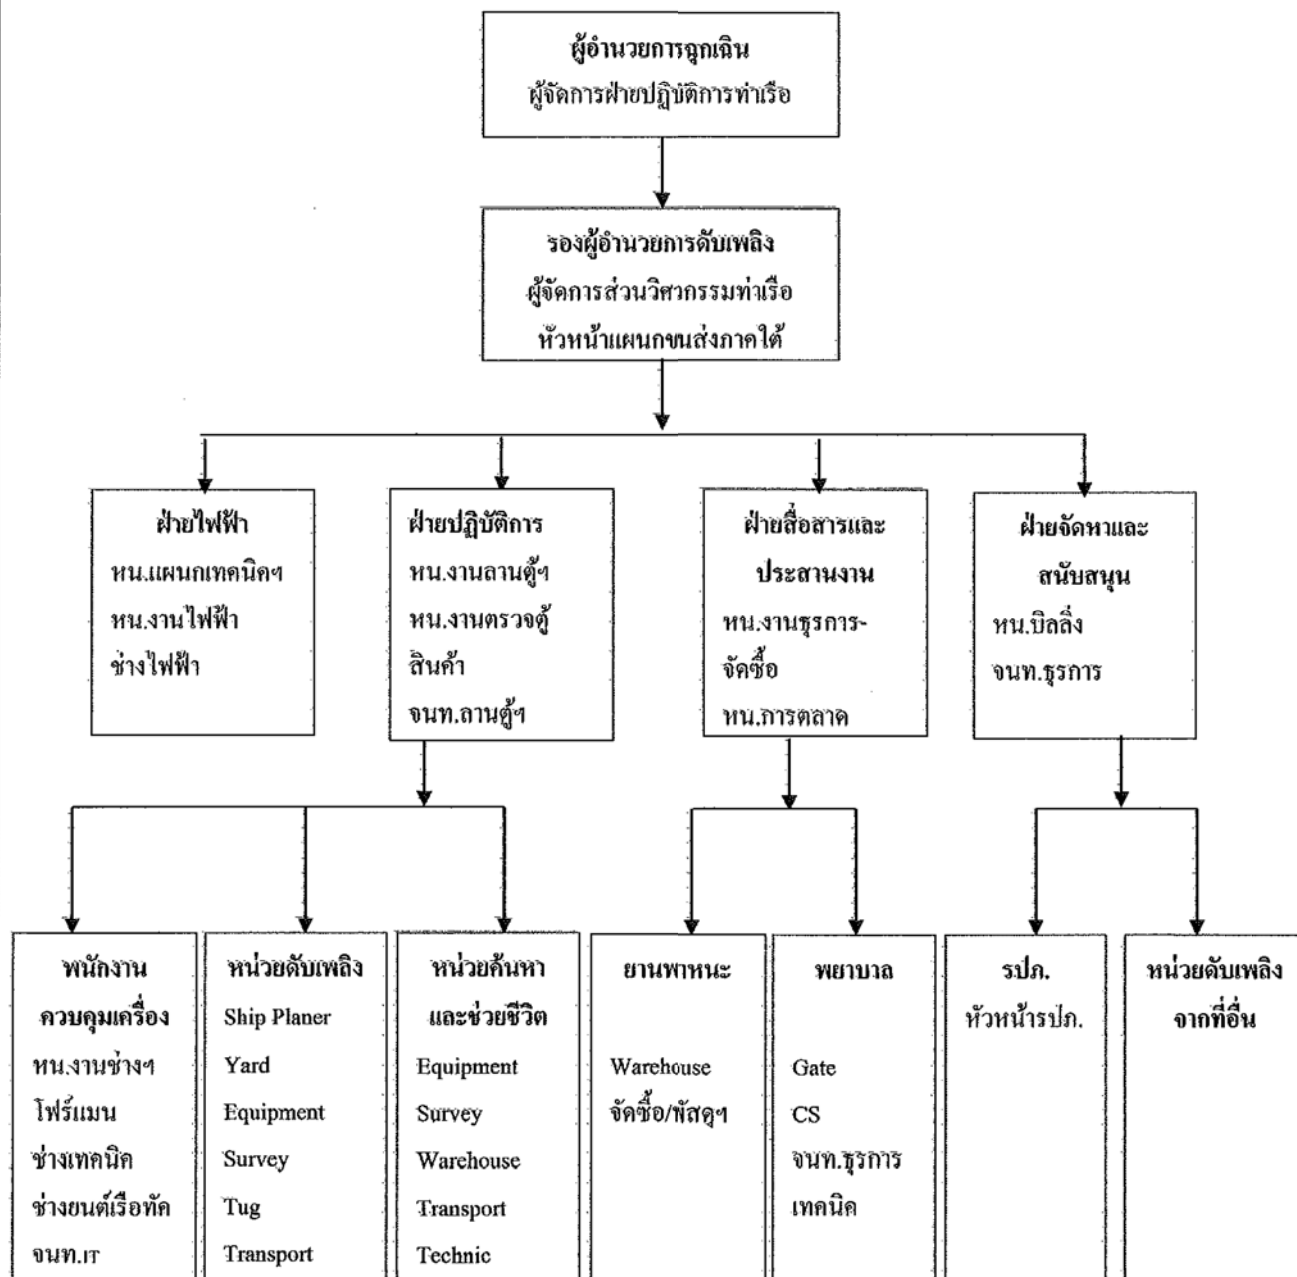 ผู้อำนวยการฉุกเฉิน
ผู้จัดการฝ่ายปฏิบัติการท่าเรือ
รองผู้อำนวยการดับเพลิง
ผู้จัดการส่วนวิศวกรรมท่าเรือ
หัวหน้าแผนกขนส่งภาคใต้
ฝ่ายไฟฟ้า
หน.แผนกเทคนิคฯ
หน.งานไฟฟ้า
ช่างไฟฟ้า
ฝ่ายปฏิบัติการ
หน.งานลานตู้ฯ
หน.งานตรวจตู้
สินค้า
จนท.ลานตู้ฯ
ฝ่ายสื่อสารและ
ประสานงาน
หน.งานธุรการ-
จัดซื้อ
หน.การตลาด
ฝ่ายจัดหาและ
สนับสนุน
หน.บิลลิ่ง
จนท.ธุรการ
พนักงาน
ควบคุมเครื่อง
หน.งานช่างฯ
โฟร์แมน
ช่างเทคนิค
ช่างยนต์เรือทัค
จนท.IT
หน่วยดับเพลิง
Ship Planer
Yard
Equipment
Survey
Tug
Transport
หน่วยค้นหา
และช่วยชีวิต
Equipment
Survey
Warehouse
Transport
Technic
ยานพาหนะ
Warehouse
จัดซื้อ/พัสดุฯ
พยาบาล
Gate
CS
จนท.ธุรการ
เทคนิค
รปภ.
หัวหน้ารปภ.
หน่วยดับเพลิง
จากที่อื่น